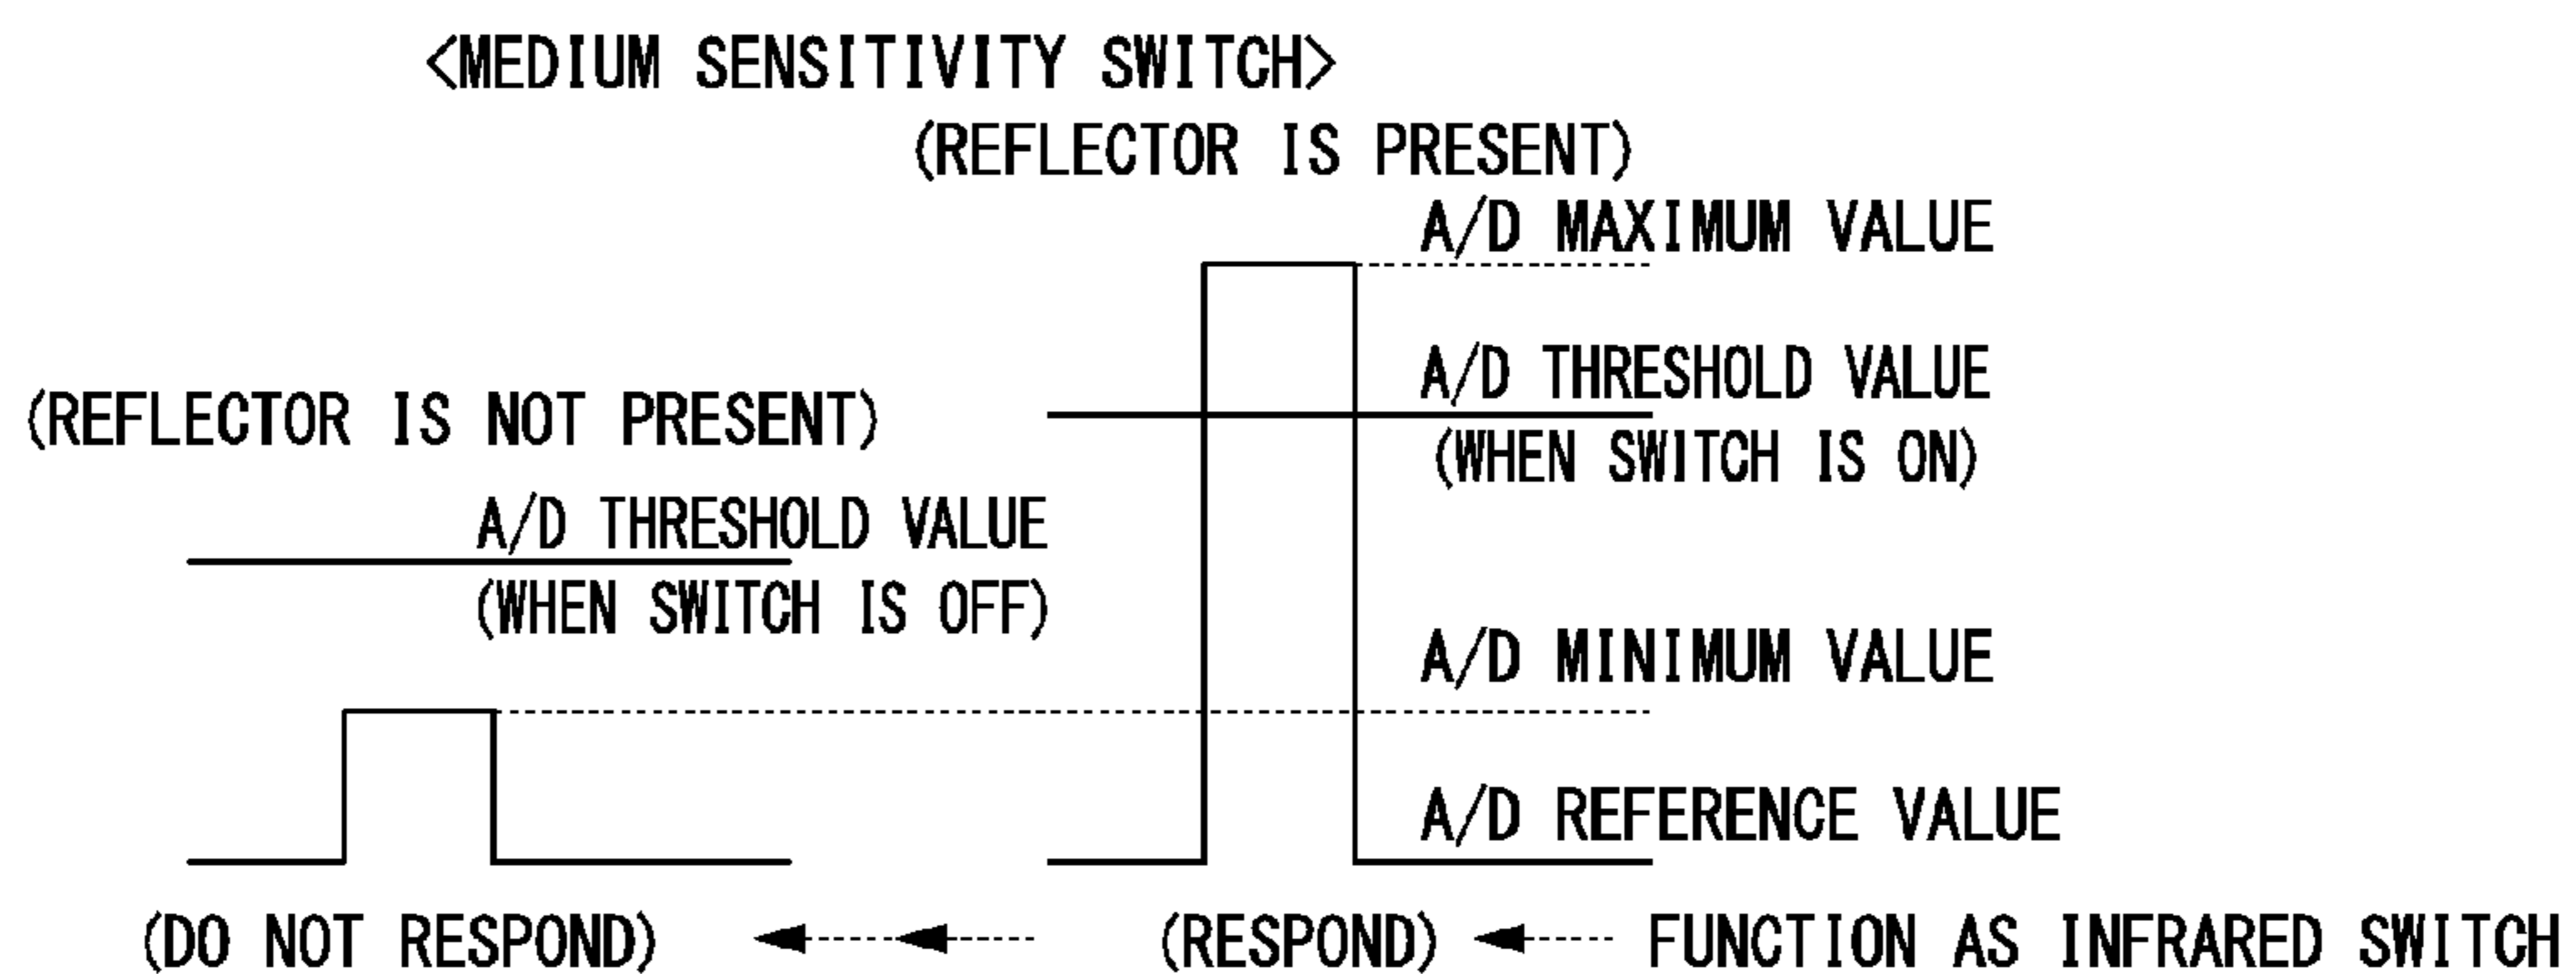 <MEDIUM SENSITIVITY SWITCH>
(REFLECTOR IS PRESENT)
A/D MAXIMUM VALUE
A/D THRESHOLD VALUE
(WHEN SWITCH IS ON)
(REFLECTOR IS NOT PRESENT)
A/D THRESHOLD VALUE
(WHEN SWITCH IS OFF)
A/D MINIMUM VALUE
A/D REFERENCE VALUE
(DO NOT RESPOND)
(RESPOND)
FUNCTION AS INFRARED SWITCH